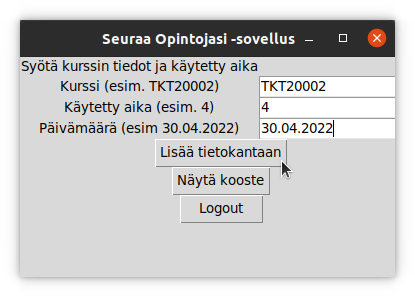 Seuraa Opintojasi -sovellus
Syötä kurssin tiedot ja käytetty aika
Kurssi (esim. TKT20002) TKT20002
Käytetty aika (esim. 4) 4
Päivämäärä (esim 30.04.2022) 30.04.2022
Lisää tietokantaan
Näytä kooste
Logout